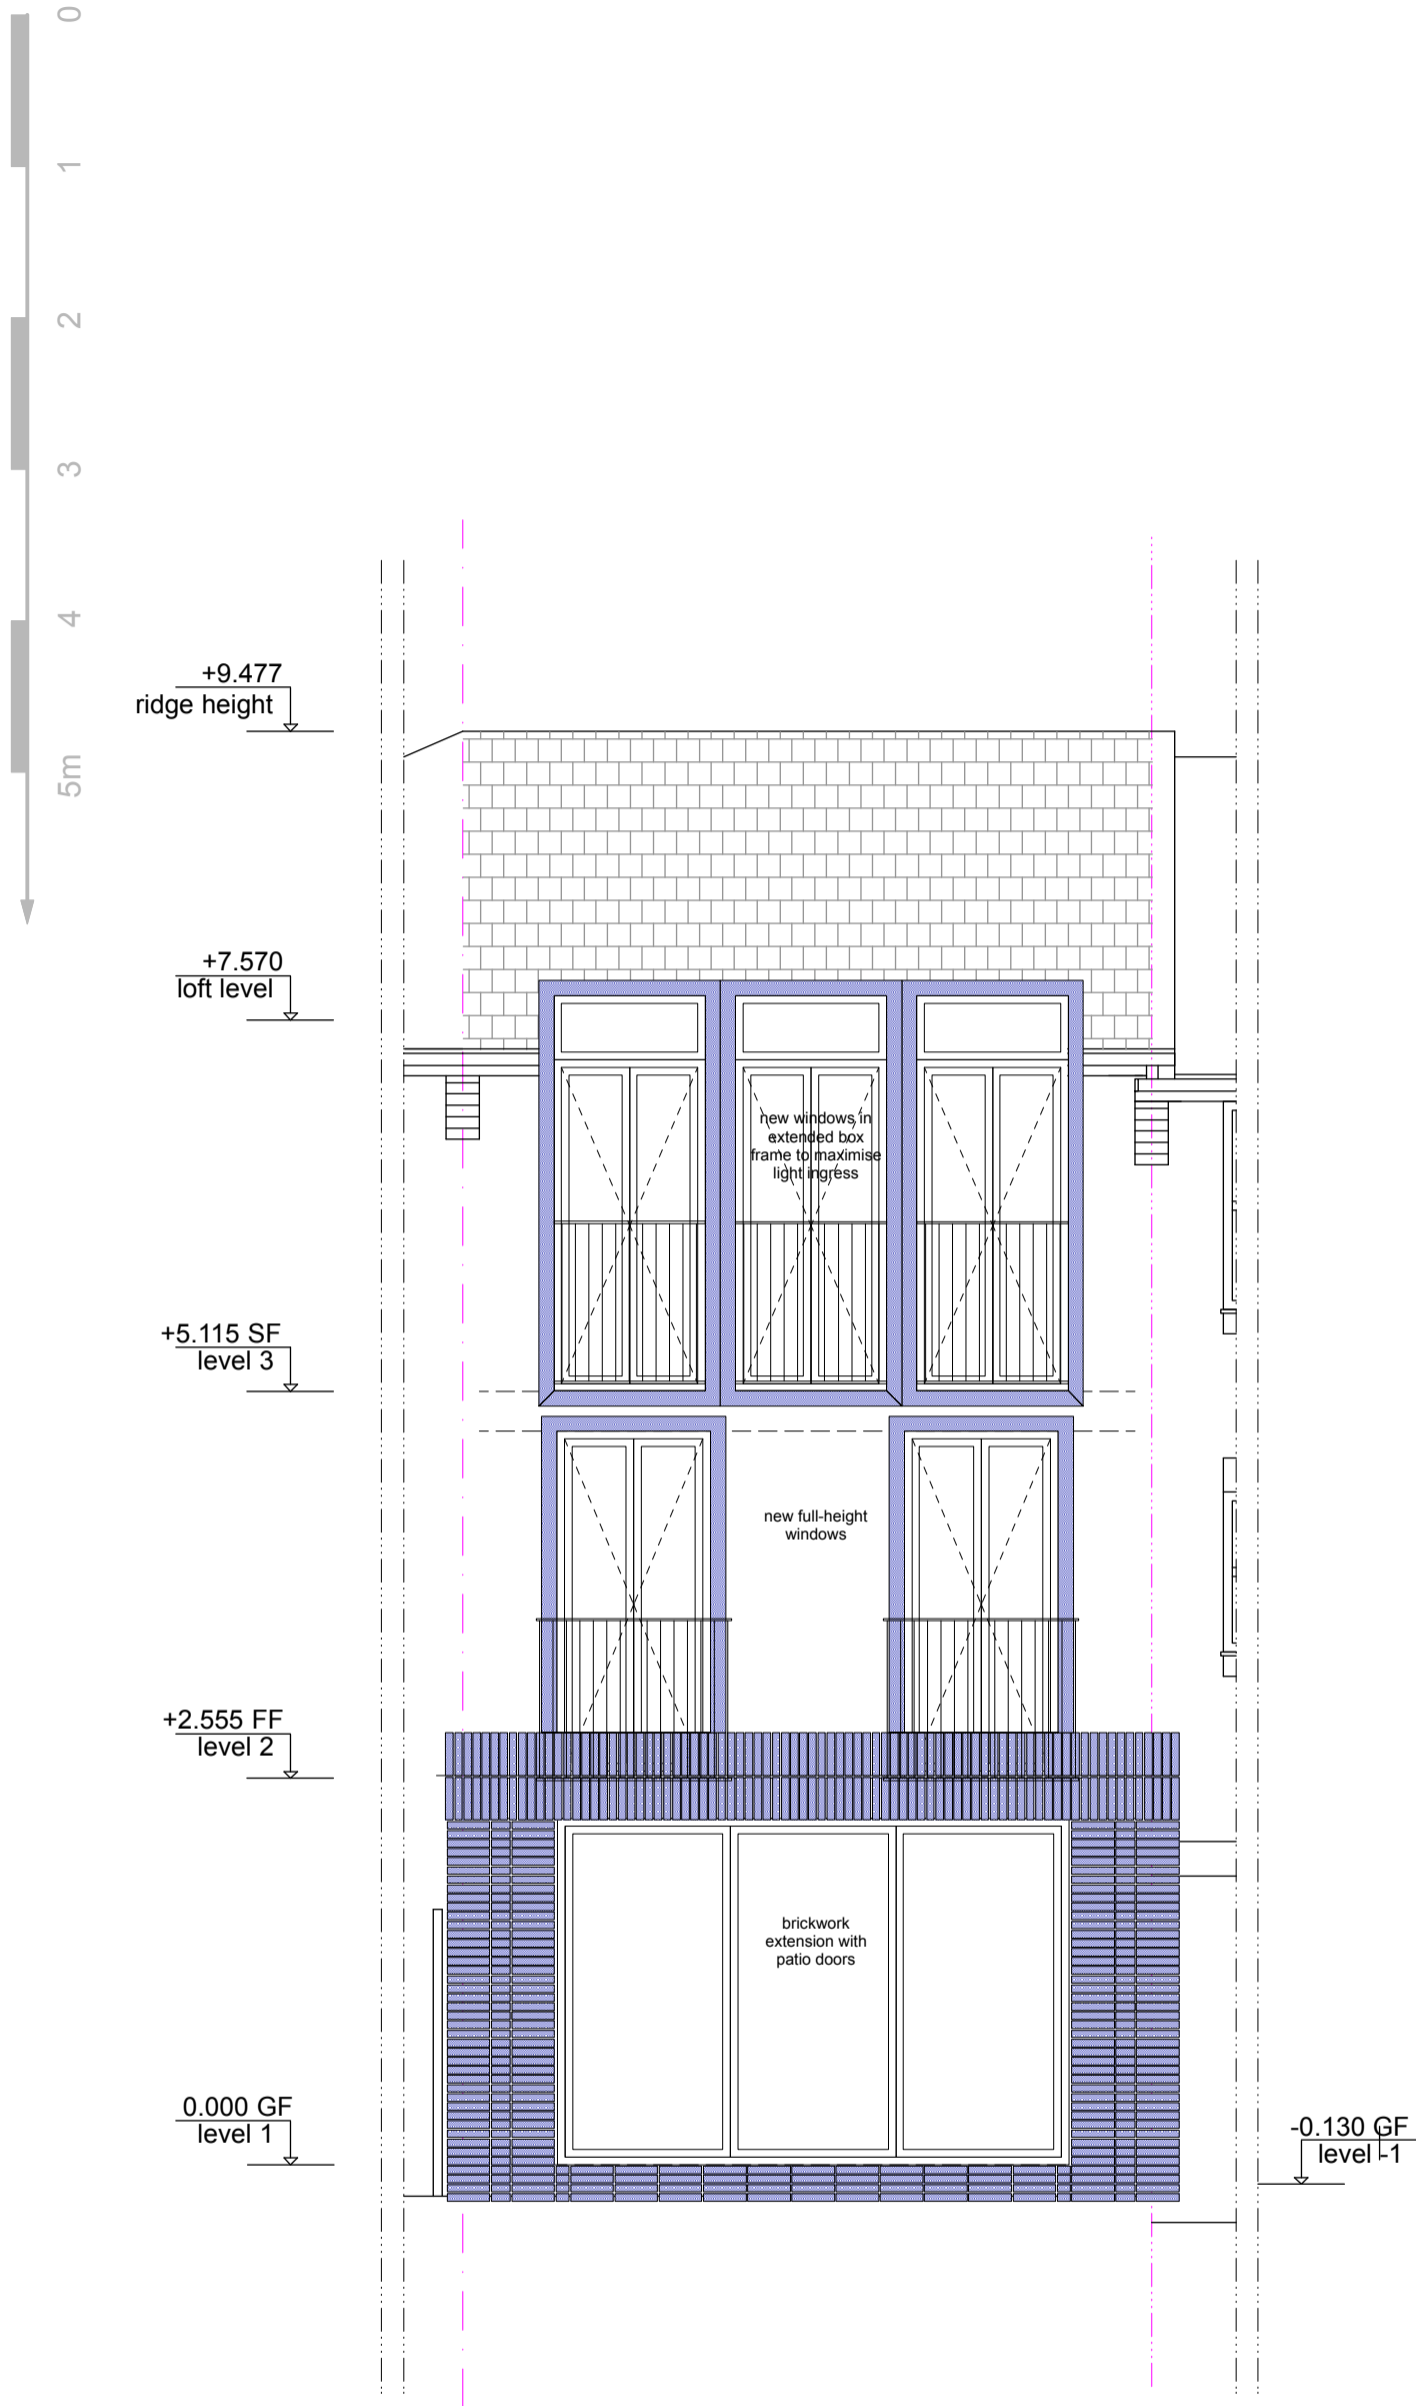 0
1
2
3
4
5m
+9.477
ridge height
+7.570
loft level
new windows in
extended box
frame to maximise
light ingress
+5.115 SF
level 3
new full-height
windows
+2.555 FF
level 2
brickwork
extension with
patio doors
0.000 GF
level 1
-0.130 GF
level -1